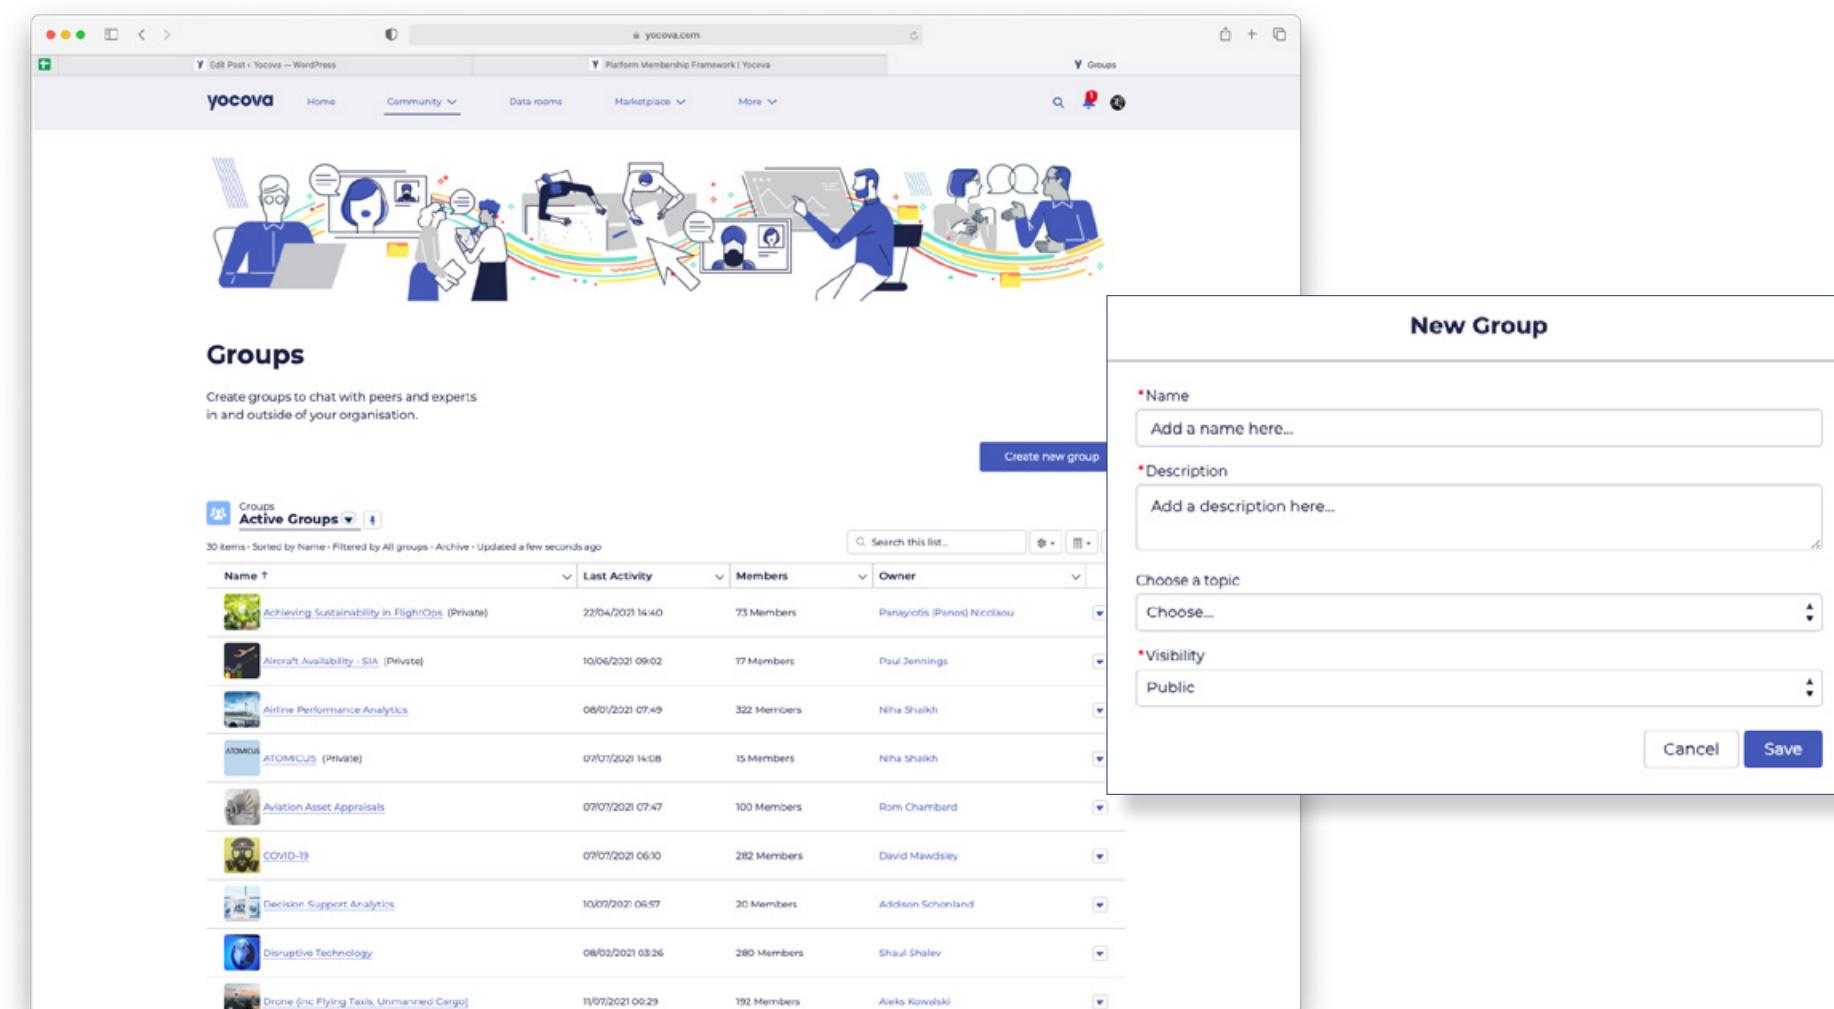 yocova.com
Edit Post ‹ Yocova — WordPress
Platform Membership Framework | Yocova
Groups
yocova
Home
Community
Data rooms
Marketplace
More
1
Groups
Create groups to chat with peers and experts
in and outside of your organisation.
Create new group
Groups
Active Groups
30 items • Sorted by Name • Filtered by All groups - Archive • Updated a few seconds ago
Search this list...
Name ↑ Last Activity Members Owner
Achieving Sustainability in FlightOps (Private) 22/04/2021 14:40 73 Members Panayiotis (Panos) Nicolaou
Aircraft Availability - SIA (Private) 10/06/2021 09:02 17 Members Paul Jennings
Airline Performance Analytics 08/01/2021 07:49 322 Members Niha Shaikh
ATOMICUS ATOMICUS (Private) 07/07/2021 14:08 15 Members Niha Shaikh
Aviation Asset Appraisals 07/07/2021 07:47 100 Members Rom Chambard
COVID-19 07/07/2021 06:10 282 Members David Mawdsley
Decision Support Analytics 10/07/2021 06:57 20 Members Addison Schonland
Disruptive Technology 08/02/2021 03:26 280 Members Shaul Shalev
Drone (inc Flying Taxis, Unmanned Cargo) 11/07/2021 00:29 192 Members Aleks Kowalski
New Group
*Name
Add a name here...
*Description
Add a description here...
Choose a topic
Choose...
*Visibility
Public
Cancel
Save